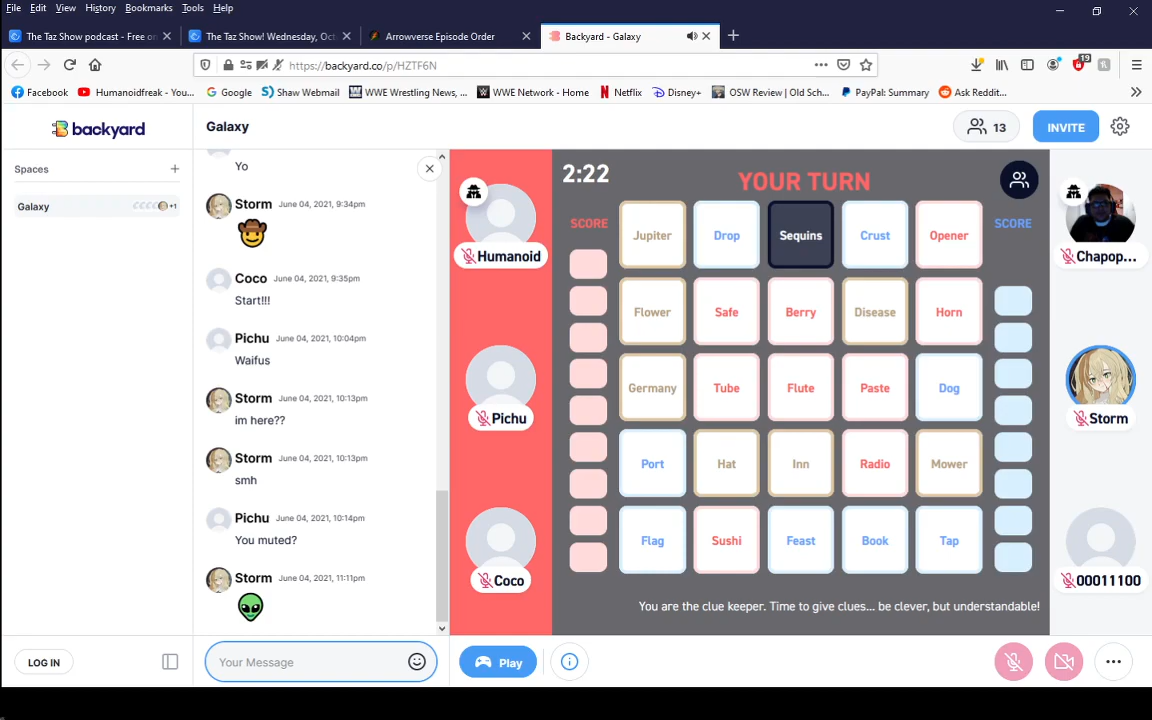 File Edit View History Bookmarks Tools Help
The Taz Show podcast - Free on
The Taz Show! Wednesday, Oct
Arrowverse Episode Order
Backyard - Galaxy
https://backyard.co/p/HZTF6N
19
Facebook
Humanoidfreak - You...
Google
Shaw Webmail
WWE Wrestling News, ...
WWE Network - Home
Netflix
Disney+
OSW Review | Old Sch...
PayPal: Summary
Ask Reddit...
backyard
Galaxy
13
INVITE
Spaces
Galaxy
+1
Yo
Storm June 04, 2021, 9:34pm
Coco June 04, 2021, 9:35pm
Start!!!
Pichu June 04, 2021, 10:04pm
Waifus
Storm June 04, 2021, 10:13pm
im here??
Storm June 04, 2021, 10:13pm
smh
Pichu June 04, 2021, 10:14pm
You muted?
Storm June 04, 2021, 11:11pm
LOG IN
Your Message
Humanoid
Pichu
Coco
2:22
YOUR TURN
SCORE
SCORE
Jupiter Drop Sequins Crust Opener
Flower Safe Berry Disease Horn
Germany Tube Flute Paste Dog
Port Hat Inn Radio Mower
Flag Sushi Feast Book Tap
You are the clue keeper. Time to give clues... be clever, but understandable!
Chapop...
Storm
00011100
Play